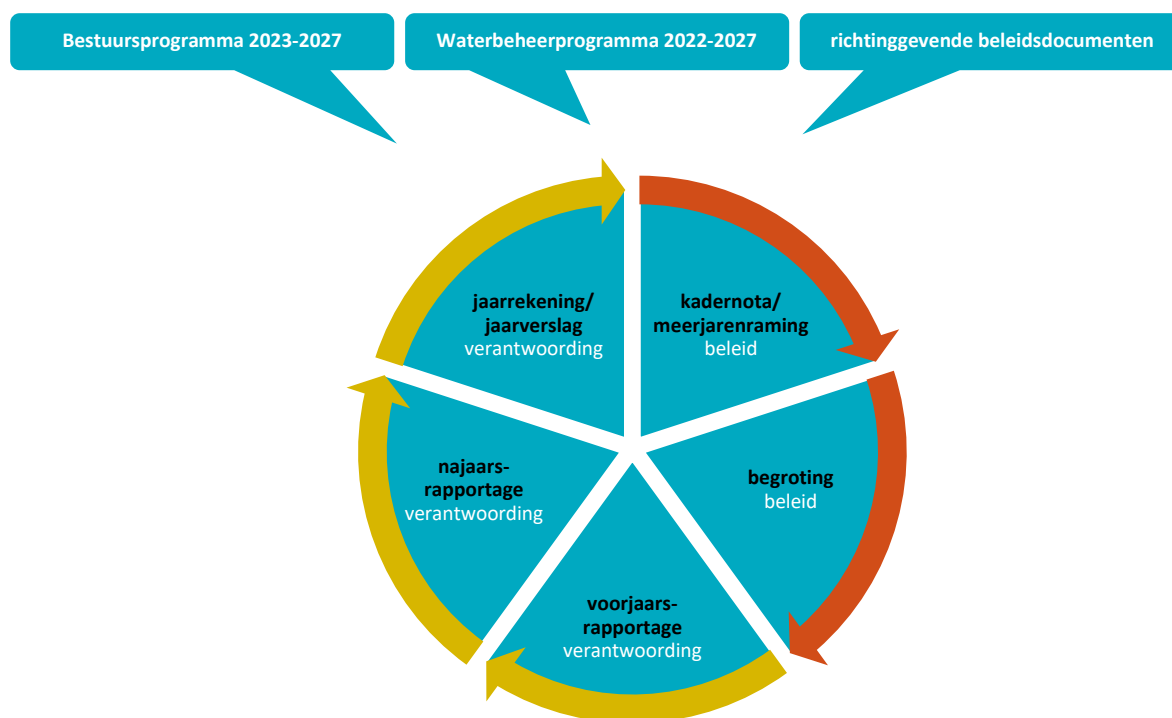 Bestuursprogramma 2023-2027
Waterbeheerprogramma 2022-2027
richtinggevende beleidsdocumenten
jaarrekening/
jaarverslag
verantwoording
kadernota/
meerjarenraming
beleid
najaars-
rapportage
verantwoording
begroting
beleid
voorjaars-
rapportage
verantwoording